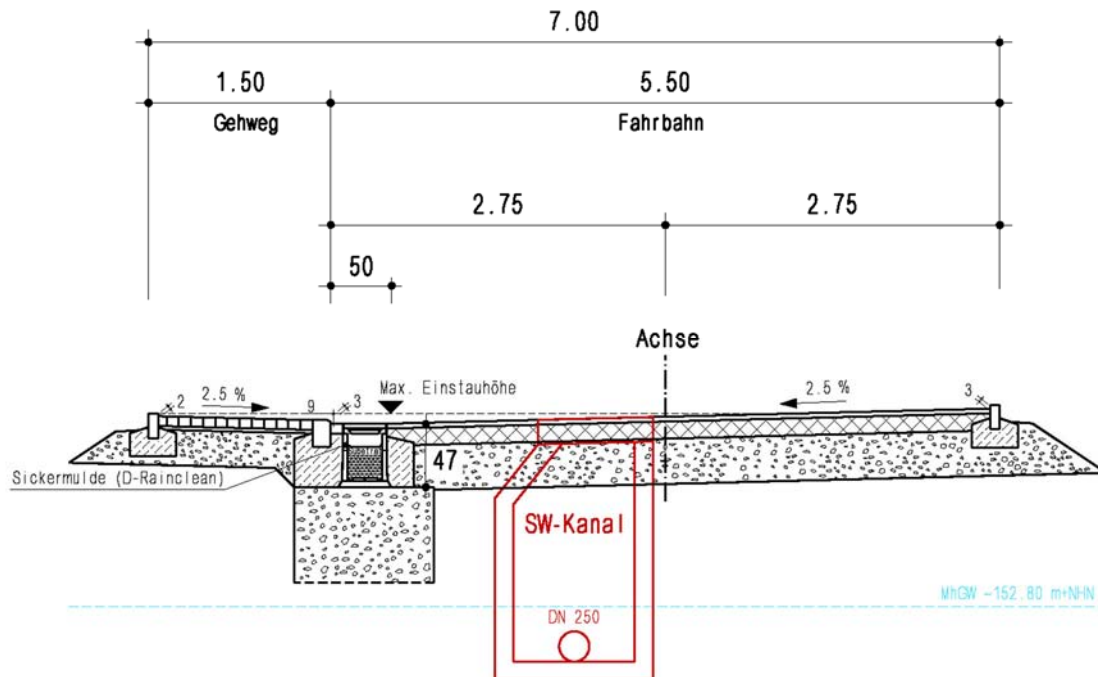 7.00
1.50
5.50
Gehweg
Fahrbahn
2.75
2.75
50
Achse
Max. Einstauhöhe
2
2.5 %
9
3
2.5 %
3
47
Sickermulde (D-Rainclean)
SW-Kanal
MhGW ~152.80 m+NHN
DN 250